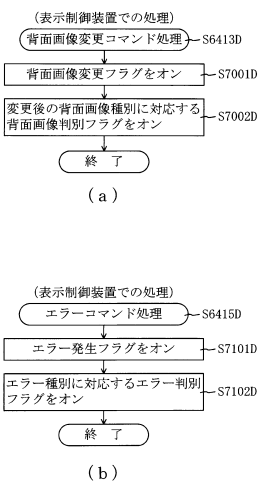 (表示制御装置での処理)
背面画像変更コマンド処理 S6413D
背面画像変更フラグをオン S7001D
変更後の背面画像種別に対応する
背面画像判別フラグをオン S7002D
終 了
(a)
(表示制御装置での処理)
エラーコマンド処理 S6415D
エラー発生フラグをオン S7101D
エラー種別に対応するエラー判別
フラグをオン S7102D
終 了
(b)